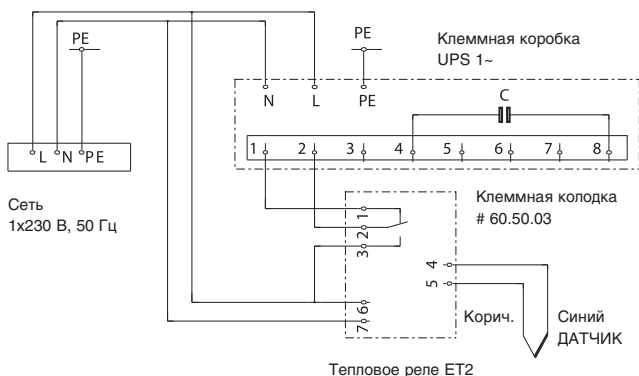 PE
PE
Клеммная коробка
UPS 1~
N L PE
C
L N PE
1 2 3 4 5 6 7 8
Сеть
1x230 В, 50 Гц
Клеммная колодка
# 60.50.03
1
2
3
4
5
6
7
Корич.
Синий
ДАТЧИК
Тепловое реле ET2